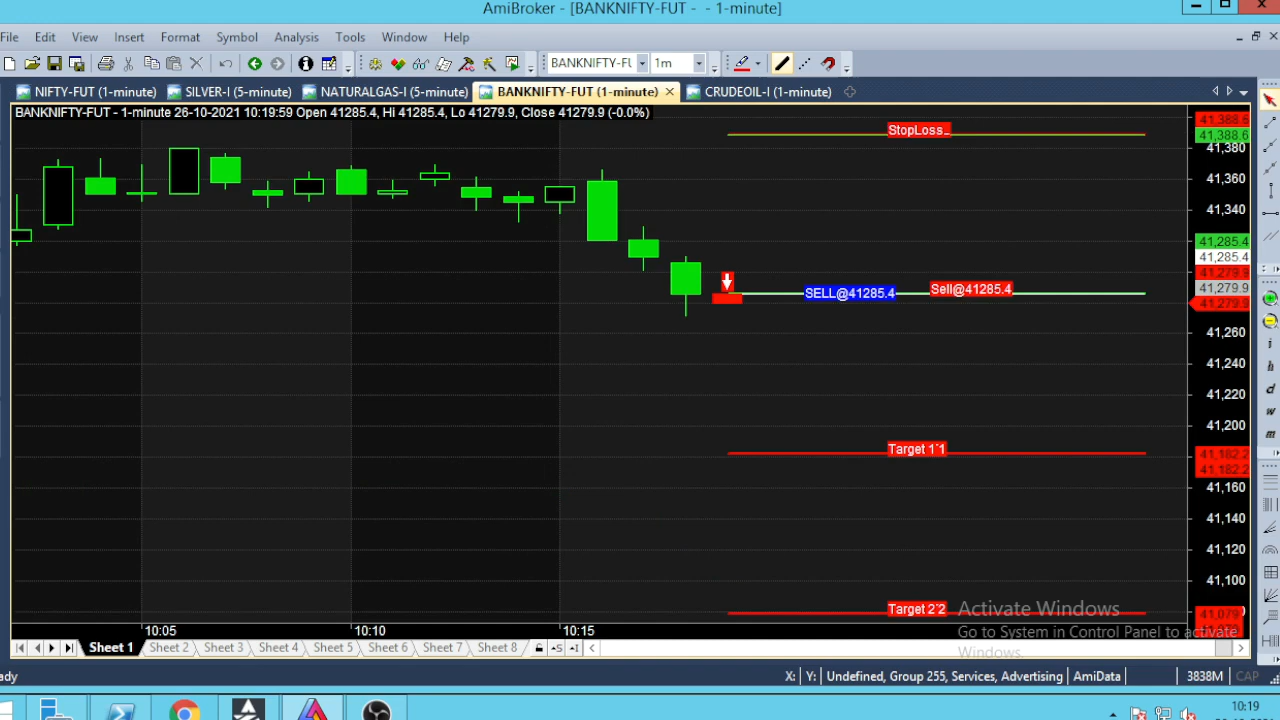 AmiBroker - [BANKNIFTY-FUT -  - 1-minute]
File Edit View Insert Format Symbol Analysis Tools Window Help
BANKNIFTY-FU 1m
NIFTY-FUT (1-minute) SILVER-I (5-minute) NATURALGAS-I (5-minute) BANKNIFTY-FUT (1-minute) CRUDEOIL-I (1-minute)
BANKNIFTY-FUT - 1-minute 26-10-2021 10:19:59 Open 41285.4, Hi 41285.4, Lo 41279.9, Close 41279.9 (-0.0%)
41,388.6
StopLoss_
41,388.6
41,380
41,360
41,340
41,285.4
41,285.4
41,279.9
SELL@41285.4 Sell@41285.4
41,279.9
41,279.9
41,260
41,240
41,220
41,200
Target 1'1
41,182.2
41,182.2
41,160
41,140
41,120
41,100
Target 2'2
41,079
Activate Windows
Go to System in Control Panel to activate
Windows.
10:05 10:10 10:15
Sheet 1 Sheet 2 Sheet 3 Sheet 4 Sheet 5 Sheet 6 Sheet 7 Sheet 8
ady X: Y: Undefined, Group 255, Services, Advertising AmiData 3838M CAP
10:19